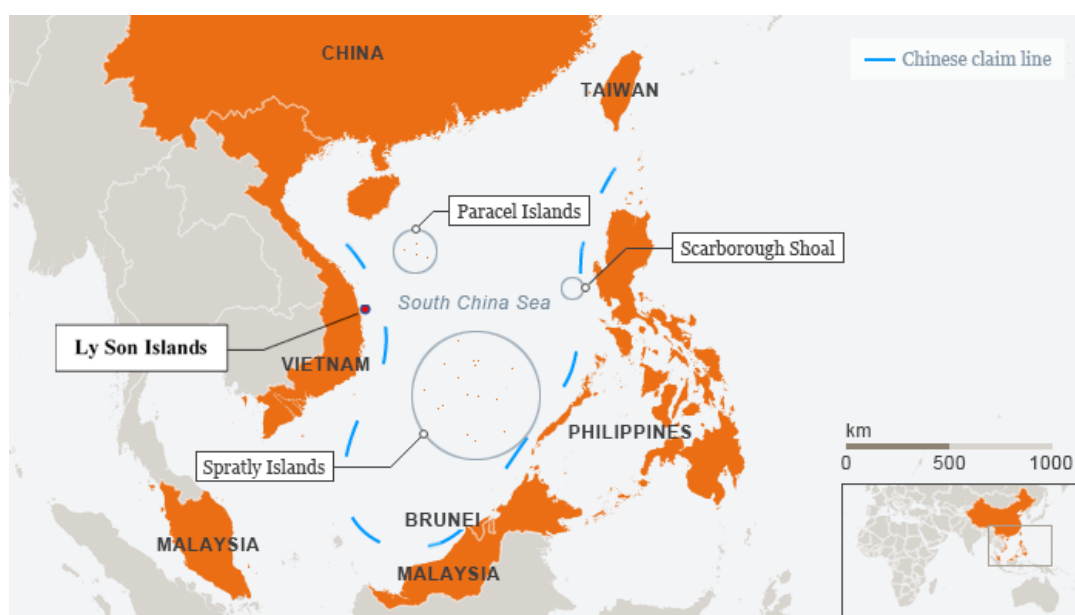 CHINA
Chinese claim line
TAIWAN
Paracel Islands
Scarborough Shoal
South China Sea
Ly Son Islands
VIETNAM
PHILIPPINES
km
0 500 1000
Spratly Islands
BRUNEI
MALAYSIA
MALAYSIA